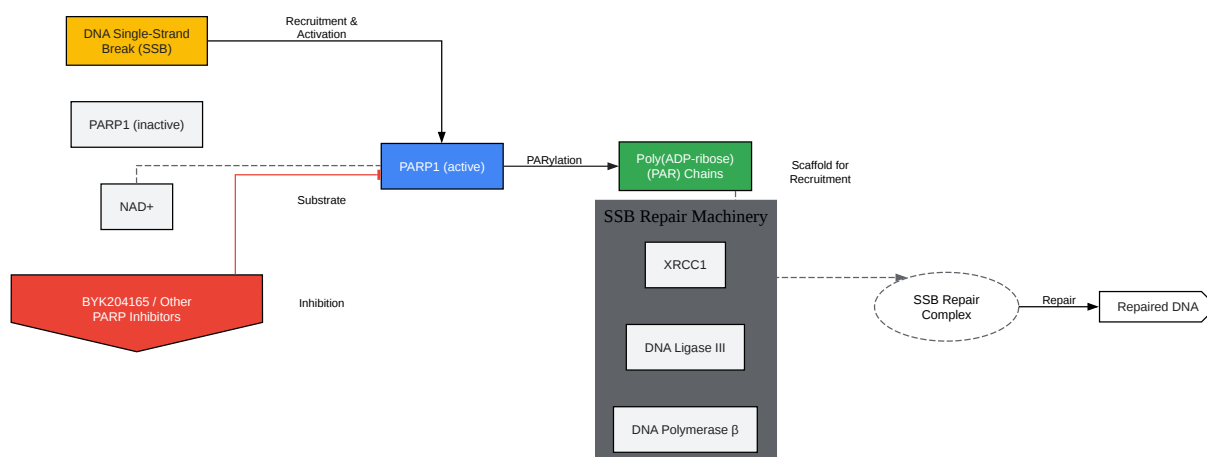 DNA Single-Strand
Break (SSB)
Recruitment &
Activation
PARP1 (inactive)
NAD+
PARP1 (active)
Substrate
PARylation
Poly(ADP-ribose)
(PAR) Chains
Scaffold for
Recruitment
BYK204165 / Other
PARP Inhibitors
Inhibition
SSB Repair Machinery
XRCC1
DNA Ligase III
DNA Polymerase β
SSB Repair
Complex
Repair
Repaired DNA